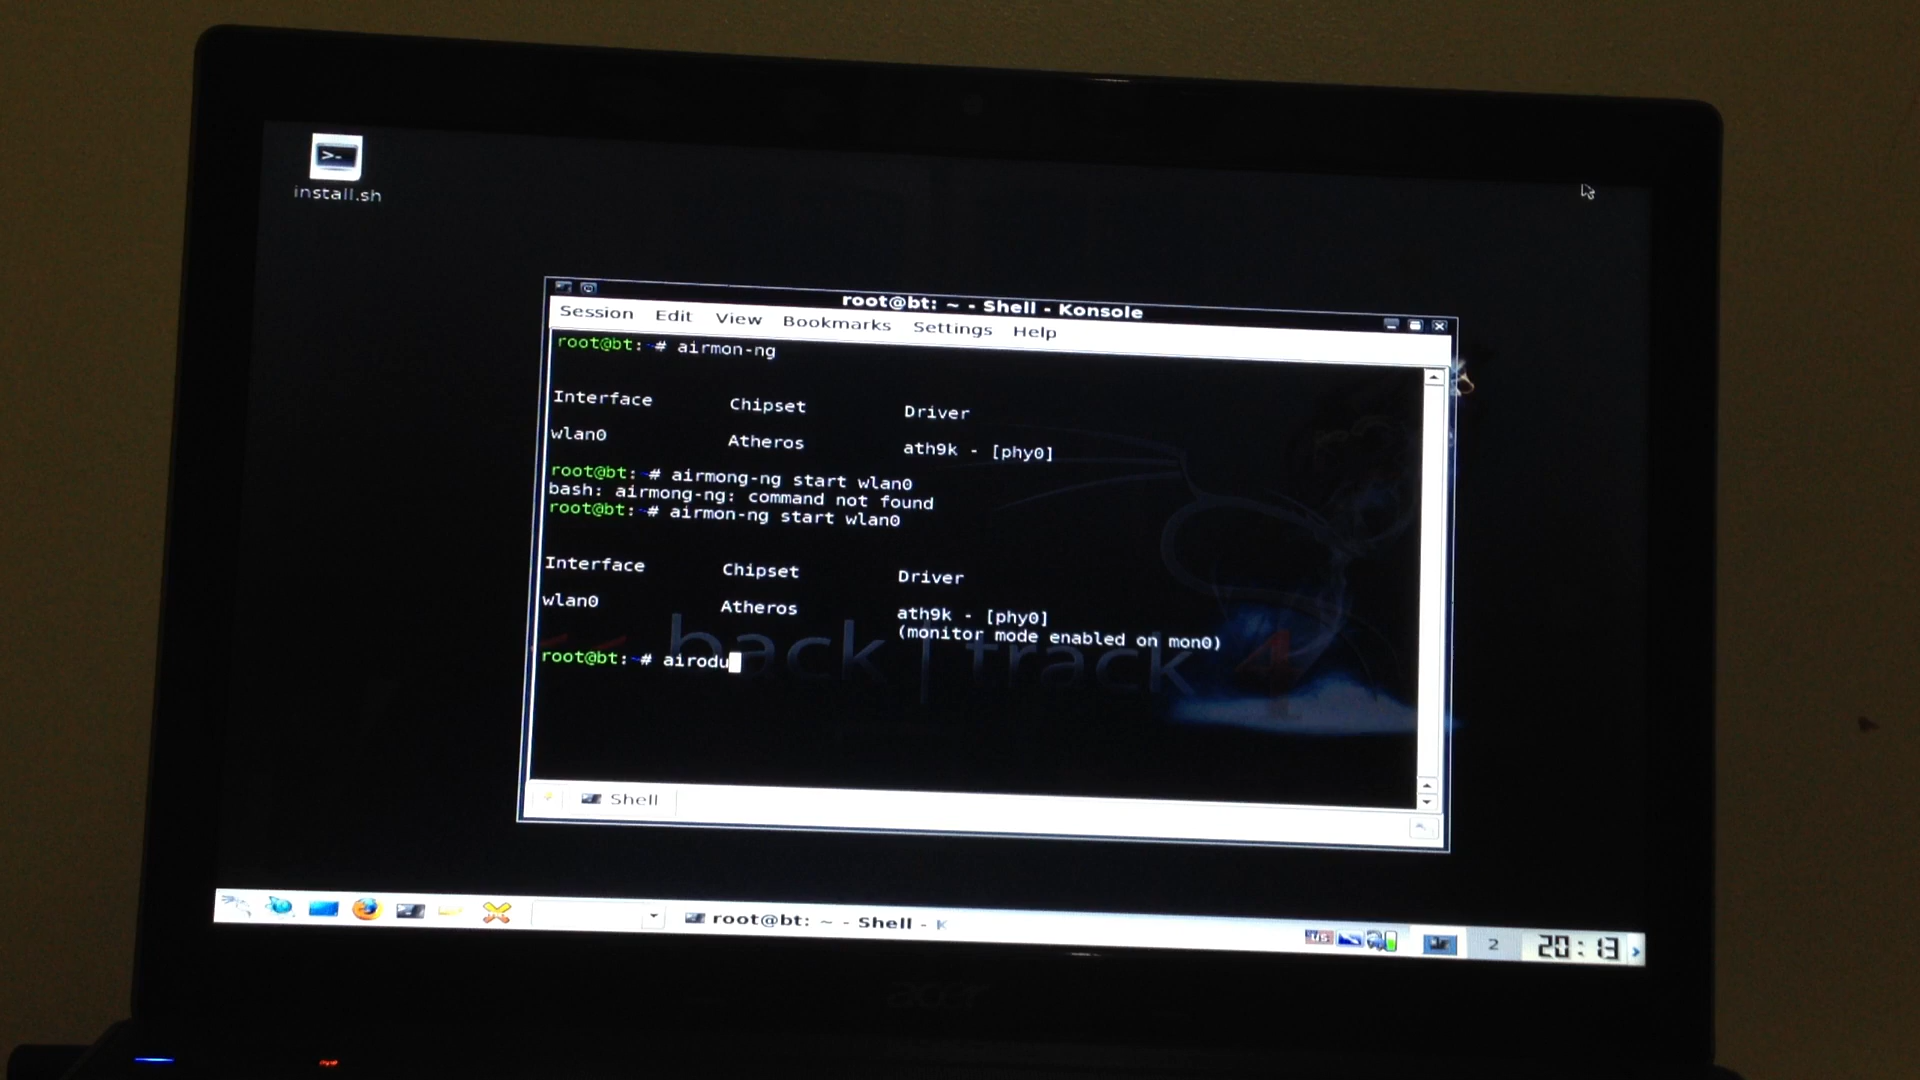 install.sh
root@bt: ~ - Shell - Konsole
Session Edit View Bookmarks Settings Help
root@bt:~# airmon-ng
Interface Chipset Driver
wlan0 Atheros ath9k - [phy0]
root@bt:~# airmong-ng start wlan0
bash: airmong-ng: command not found
root@bt:~# airmon-ng start wlan0
Interface Chipset Driver
wlan0 Atheros ath9k - [phy0]
(monitor mode enabled on mon0)
root@bt:~# airodu
<< back | track 4
Shell
root@bt: ~ - Shell - K
us
2
20:13
acer